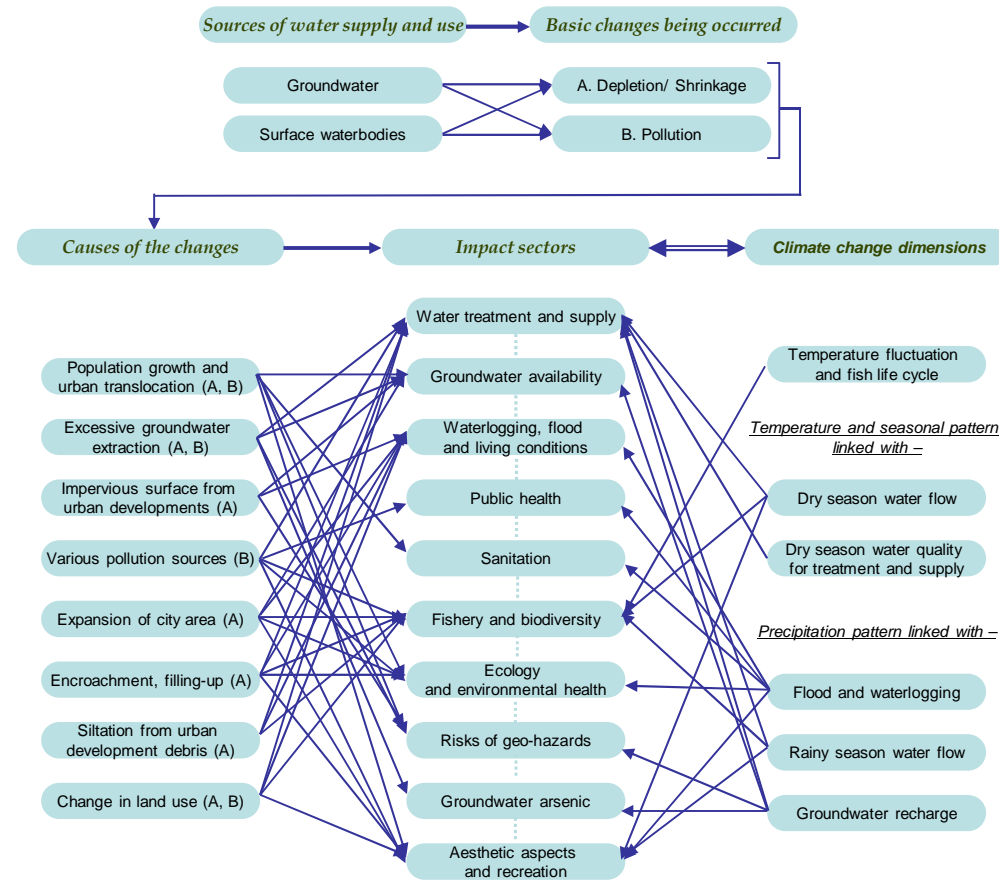 Sources of water supply and use
Basic changes being occurred
Groundwater
A. Depletion/ Shrinkage
Surface waterbodies
B. Pollution
Causes of the changes
Impact sectors
Climate change dimensions
Population growth and
urban translocation (A, B)
Excessive groundwater
extraction (A, B)
Impervious surface from
urban developments (A)
Various pollution sources (B)
Expansion of city area (A)
Encroachment, filling-up (A)
Siltation from urban
development debris (A)
Change in land use (A, B)
Water treatment and supply
Groundwater availability
Waterlogging, flood
and living conditions
Public health
Sanitation
Fishery and biodiversity
Ecology
and environmental health
Risks of geo-hazards
Groundwater arsenic
Aesthetic aspects
and recreation
Temperature fluctuation
and fish life cycle
Temperature and seasonal pattern
linked with –
Dry season water flow
Dry season water quality
for treatment and supply
Precipitation pattern linked with –
Flood and waterlogging
Rainy season water flow
Groundwater recharge